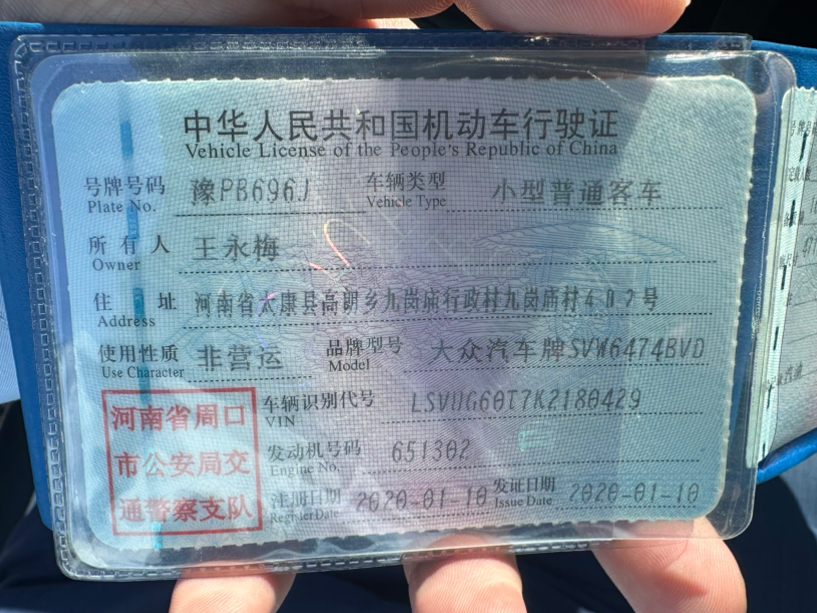 中华人民共和国机动车行驶证
Vehicle License of the People's Republic of China
号牌号码 豫PB696J 车辆类型 小型普通客车
Plate No. Vehicle Type
所有人 王永梅
Owner
住址 河南省太康县高朗乡九岗庙行政村九岗庙村407号
Address
使用性质 非营运 品牌型号 大众汽车牌SVW6474BVD
Use Character Model
车辆识别代号 LSVUG60T7K2180429
VIN
河南省周口
市公安局交
通警察支队
发动机号码 651302
Engine No.
注册日期 2020-01-10 发证日期 2020-01-10
Register Date Issue Date